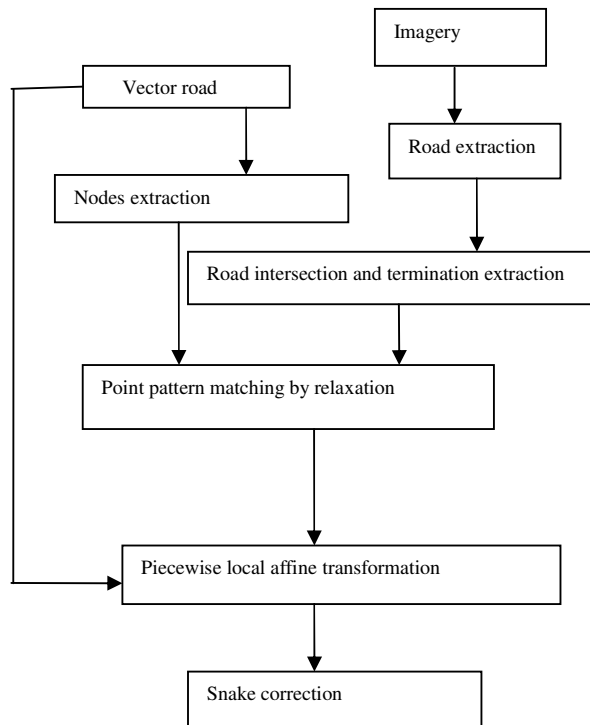 Imagery
Vector road
Road extraction
Nodes extraction
Road intersection and termination extraction
Point pattern matching by relaxation
Piecewise local affine transformation
Snake correction